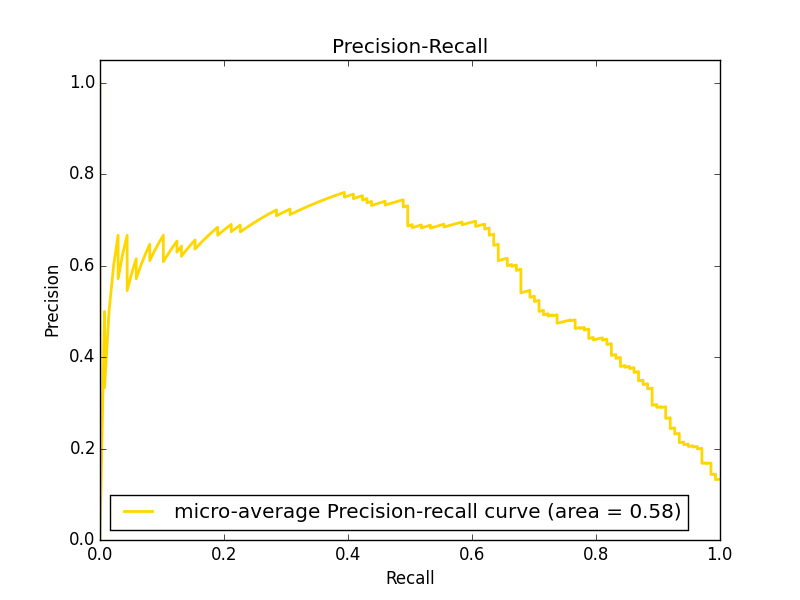 Precision-Recall
1.0
0.8
0.6
0.4
0.2
0.0
Precision
micro-average Precision-recall curve (area = 0.58)
0.0 0.2 0.4 0.6 0.8 1.0
Recall